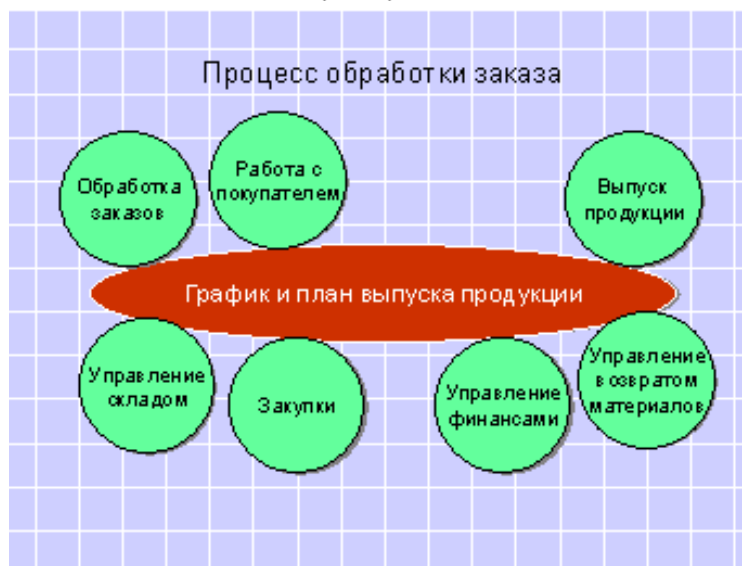 Процесс обработки заказа
Обработка
заказов
Работа с
покупателем
Выпуск
продукции
График и план выпуска продукции
Управление
складом
Закупки
Управление
финансами
Управление
возвратом
материалов